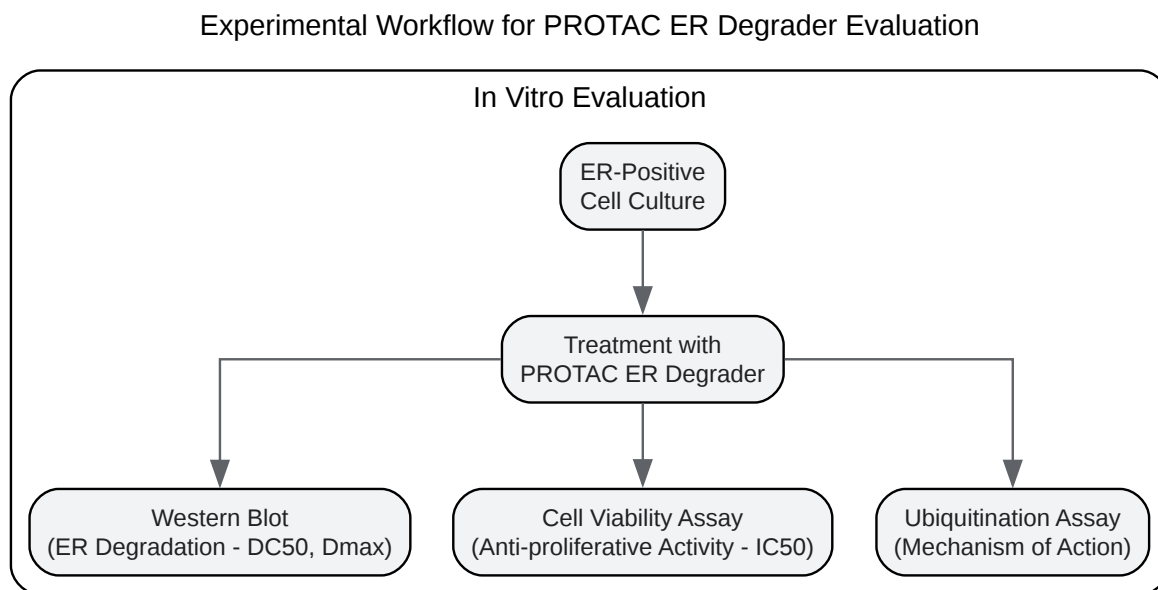 Experimental Workflow for PROTAC ER Degrader Evaluation
In Vitro Evaluation
ER-Positive
Cell Culture
Treatment with
PROTAC ER Degrader
Western Blot
(ER Degradation - DC50, Dmax)
Cell Viability Assay
(Anti-proliferative Activity - IC50)
Ubiquitination Assay
(Mechanism of Action)